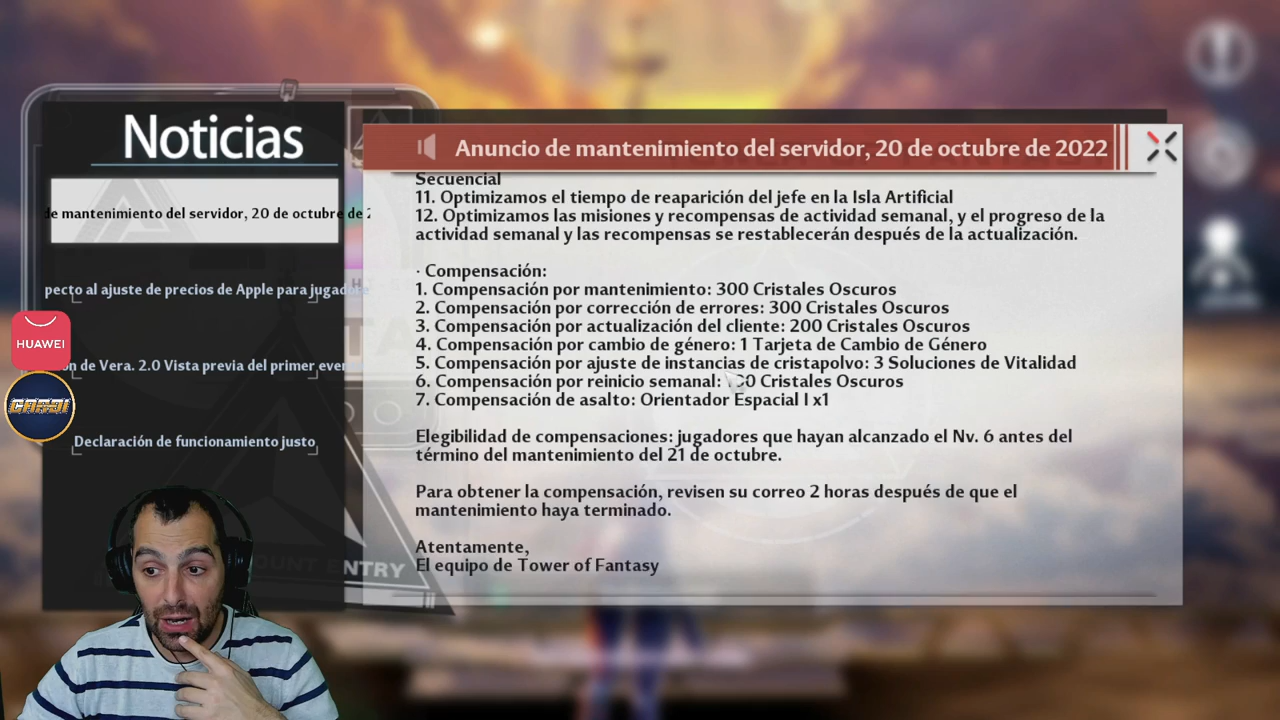 Noticias
Anuncio de mantenimiento del servidor, 20 de octubre de 2022
de mantenimiento del servidor, 20 de octubre de 2
pecto al ajuste de precios de Apple para jugadore
on de Vera. 2.0 Vista previa del primer ever
Declaración de funcionamiento justo
Secuencial
11. Optimizamos el tiempo de reaparición del jefe en la Isla Artificial
12. Optimizamos las misiones y recompensas de actividad semanal, y el progreso de la
actividad semanal y las recompensas se restablecerán después de la actualización.
· Compensación:
1. Compensación por mantenimiento: 300 Cristales Oscuros
2. Compensación por corrección de errores: 300 Cristales Oscuros
3. Compensación por actualización del cliente: 200 Cristales Oscuros
4. Compensación por cambio de género: 1 Tarjeta de Cambio de Género
5. Compensación por ajuste de instancias de cristapolvo: 3 Soluciones de Vitalidad
6. Compensación por reinicio semanal: Cristales Oscuros
7. Compensación de asalto: Orientador Espacial I x1
Elegibilidad de compensaciones: jugadores que hayan alcanzado el Nv. 6 antes del
término del mantenimiento del 21 de octubre.
Para obtener la compensación, revisen su correo 2 horas después de que el
mantenimiento haya terminado.
Atentamente,
El equipo de Tower of Fantasy
HUAWEI
OUNT ENTRY